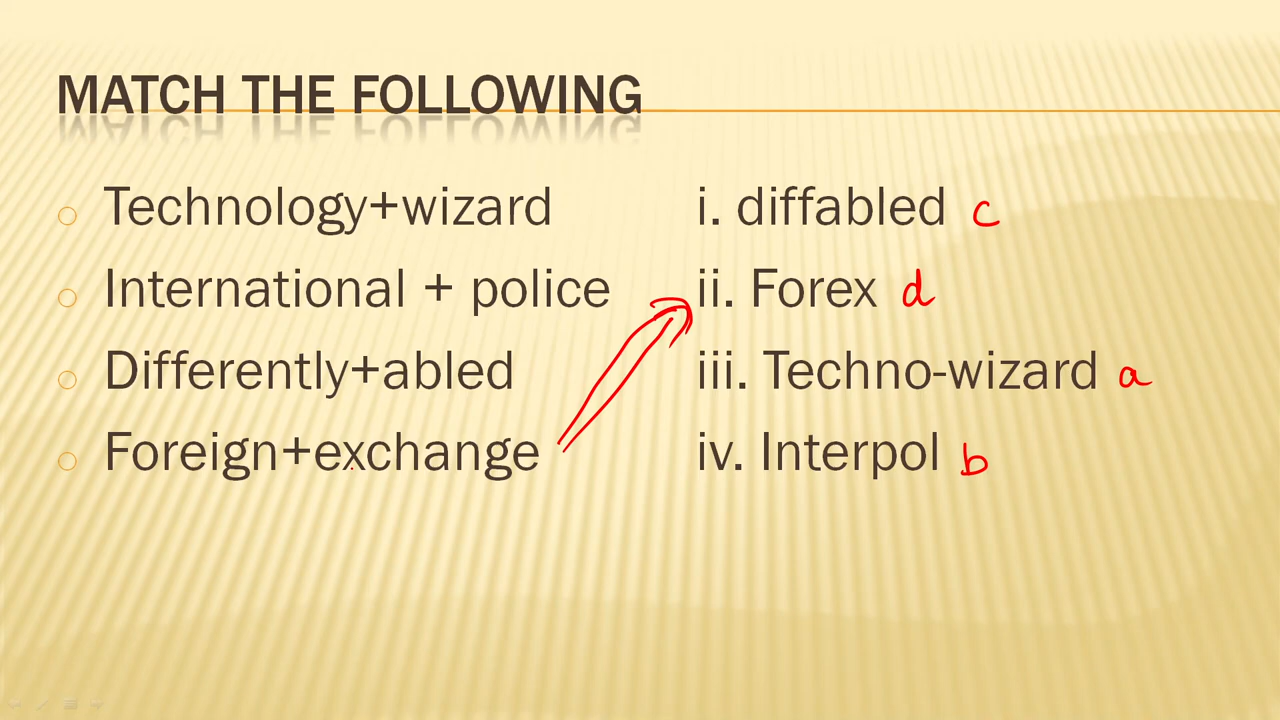 MATCH THE FOLLOWING
Technology+wizard i. diffabled c
International + police ii. Forex d
Differently+abled iii. Techno-wizard a
Foreign+exchange iv. Interpol b